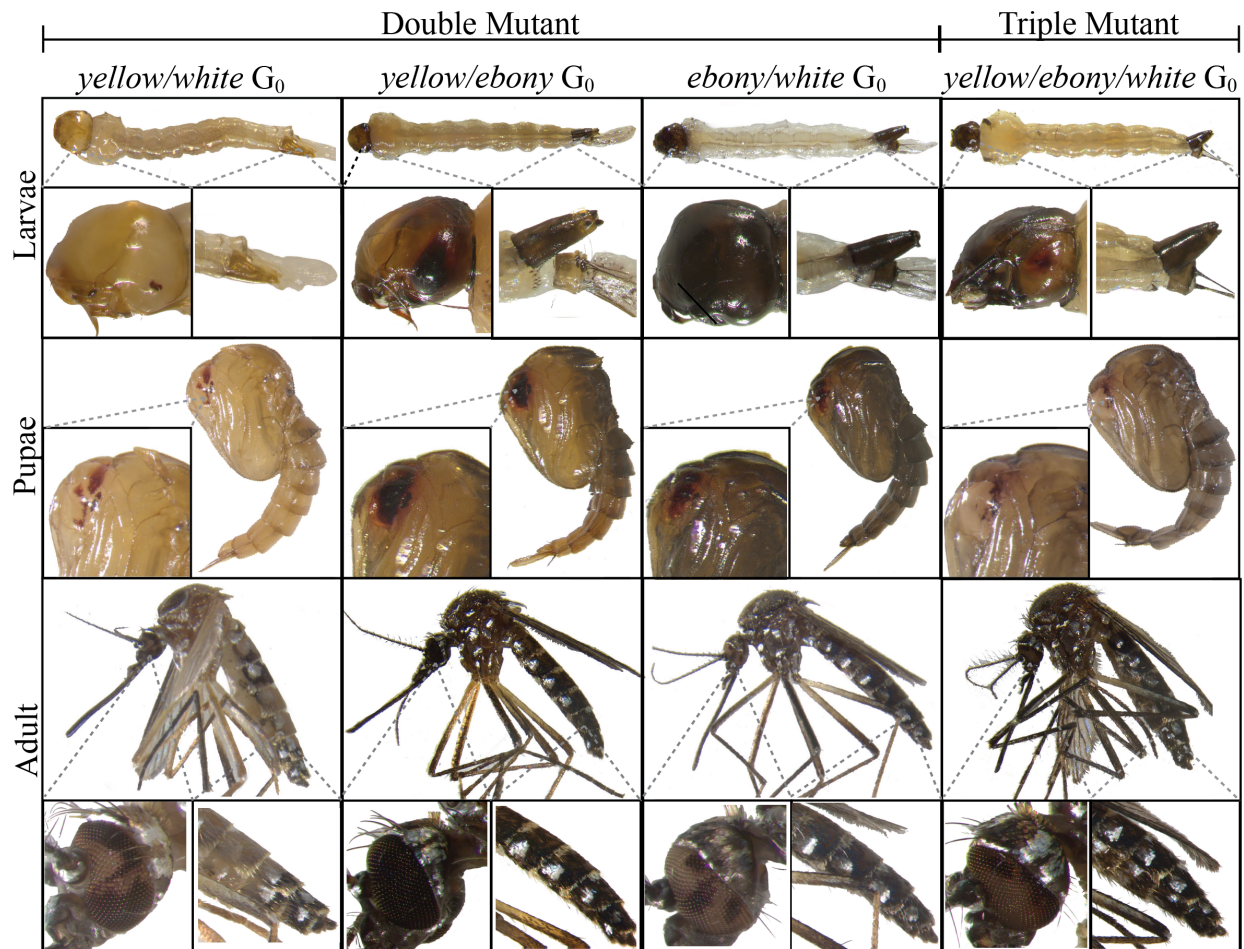 Double Mutant
Triple Mutant
yellow/white G₀
yellow/ebony G₀
ebony/white G₀
yellow/ebony/white G₀
Larvae
Pupae
Adult